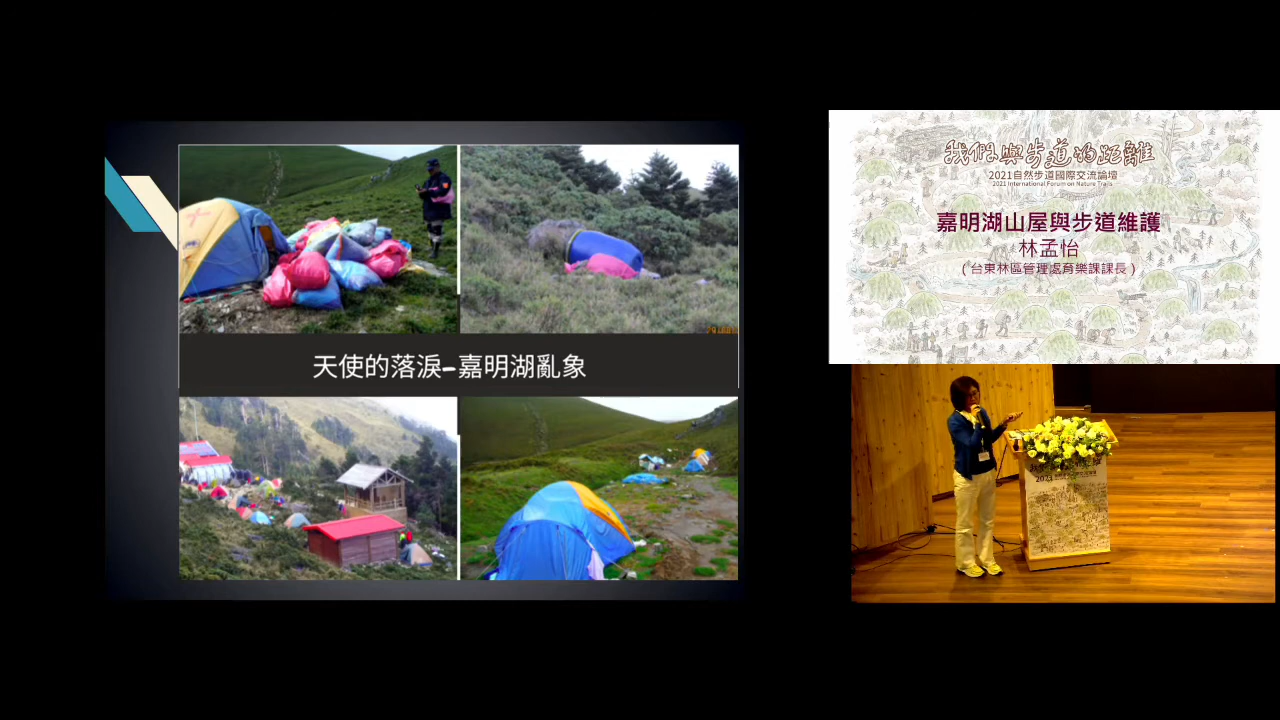 天使的落淚-嘉明湖亂象
我們與步道的距離
2021自然步道國際交流論壇
2021 International Forum on Nature Trails
嘉明湖山屋與步道維護
林孟怡
(台東林區管理處育樂課課長)